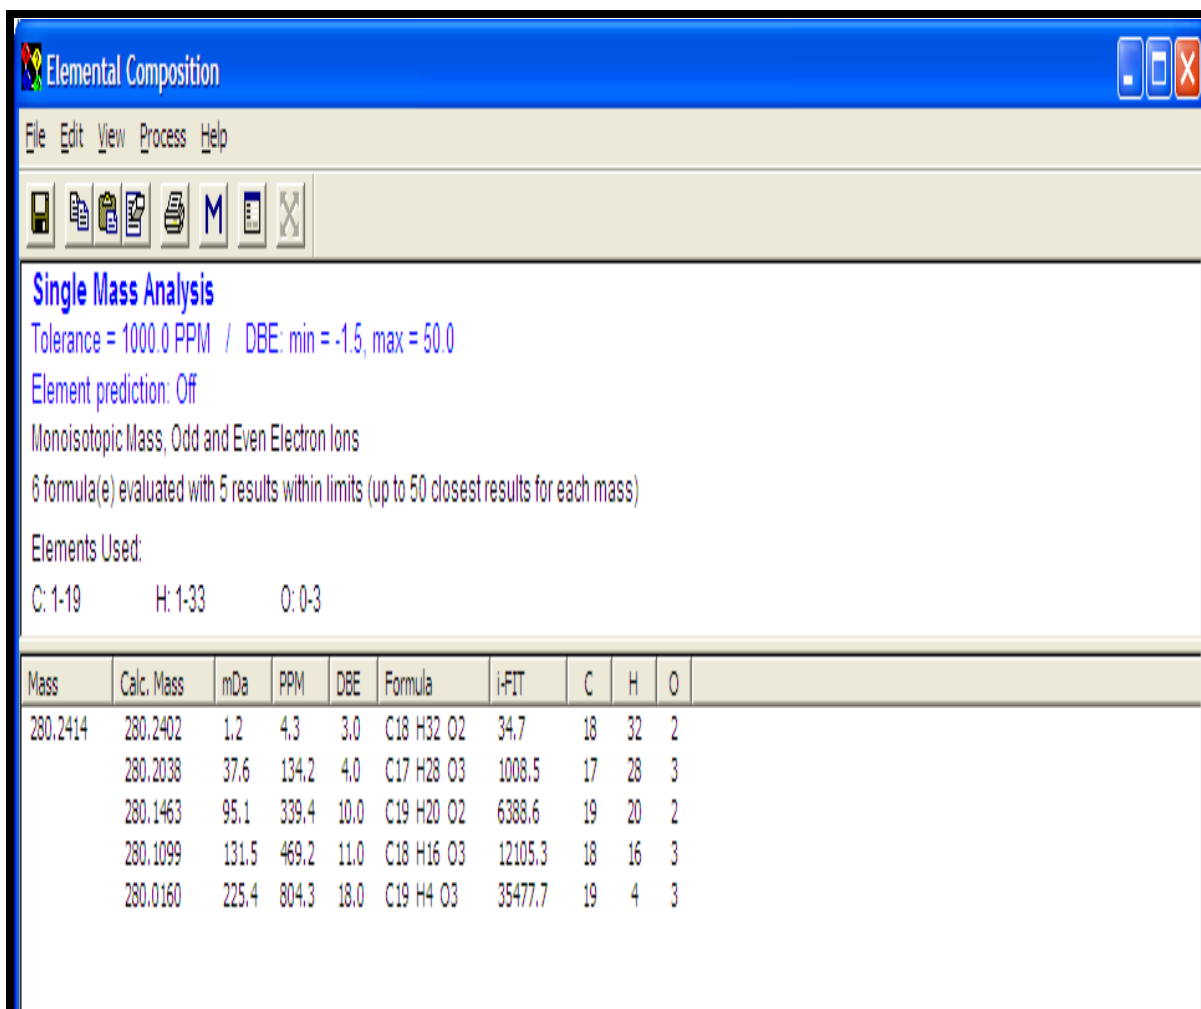 Elemental Composition
File Edit View Process Help
M
Single Mass Analysis
Tolerance = 1000.0 PPM / DBE: min = -1.5, max = 50.0
Element prediction: Off
Monoisotopic Mass, Odd and Even Electron Ions
6 formula(e) evaluated with 5 results within limits (up to 50 closest results for each mass)
Elements Used:
C: 1-19 H: 1-33 O: 0-3
Mass Calc. Mass mDa PPM DBE Formula i-FIT C H O
280.2414 280.2402 1.2 4.3 3.0 C18 H32 O2 34.7 18 32 2
280.2038 37.6 134.2 4.0 C17 H28 O3 1008.5 17 28 3
280.1463 95.1 339.4 10.0 C19 H20 O2 6388.6 19 20 2
280.1099 131.5 469.2 11.0 C18 H16 O3 12105.3 18 16 3
280.0160 225.4 804.3 18.0 C19 H4 O3 35477.7 19 4 3